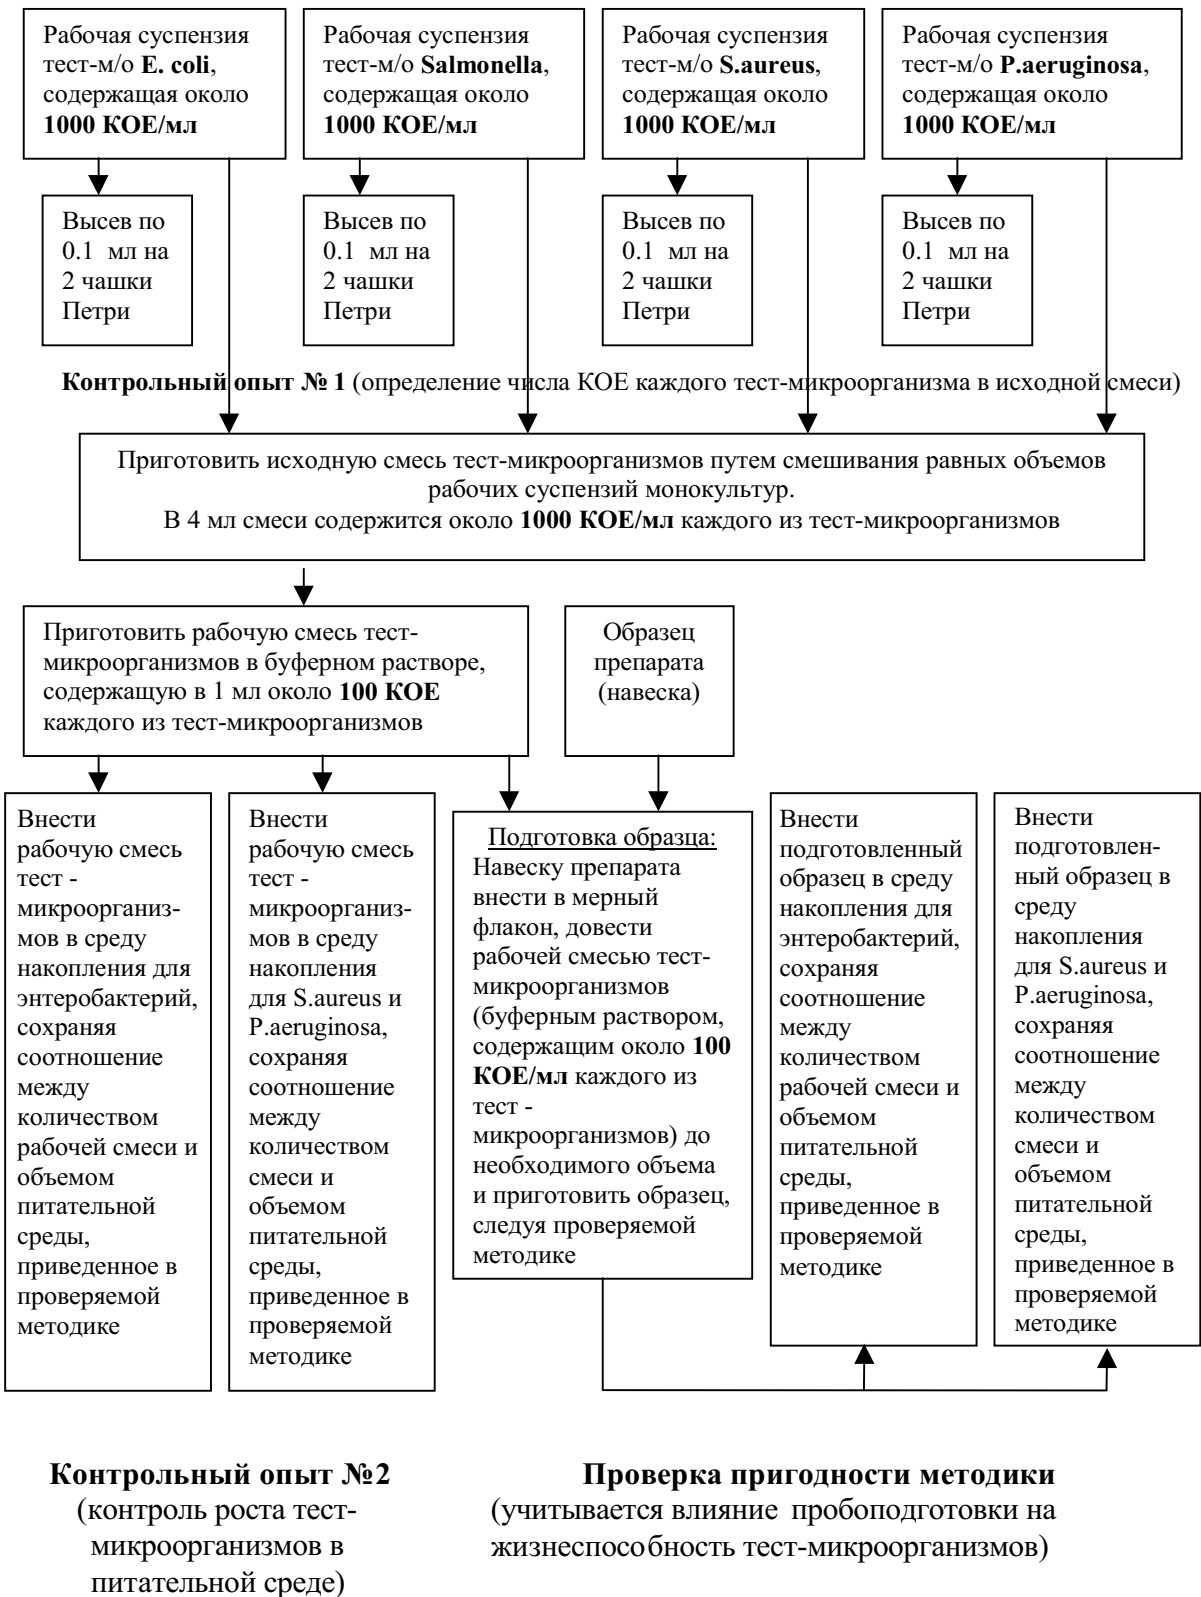 Рабочая суспензия
тест-м/о E. coli,
содержащая около
1000 КОЕ/мл
Рабочая суспензия
тест-м/о Salmonella,
содержащая около
1000 КОЕ/мл
Рабочая суспензия
тест-м/о S.aureus,
содержащая около
1000 КОЕ/мл
Рабочая суспензия
тест-м/о P.aeruginosa,
содержащая около
1000 КОЕ/мл
Высев по
0.1 мл на
2 чашки
Петри
Высев по
0.1 мл на
2 чашки
Петри
Высев по
0.1 мл на
2 чашки
Петри
Высев по
0.1 мл на
2 чашки
Петри
Контрольный опыт № 1 (определение числа КОЕ каждого тест-микроорганизма в исходной смеси)
Приготовить исходную смесь тест-микроорганизмов путем смешивания равных объемов
рабочих суспензий монокультур.
В 4 мл смеси содержится около 1000 КОЕ/мл каждого из тест-микроорганизмов
Приготовить рабочую смесь тест-
микроорганизмов в буферном растворе,
содержащую в 1 мл около 100 КОЕ
каждого из тест-микроорганизмов
Образец
препарата
(навеска)
Внести
рабочую смесь
тест -
микроорганиз-
мов в среду
накопления для
энтеробактерий,
сохраняя
соотношение
между
количеством
рабочей смеси и
объемом
питательной
среды,
приведенное в
проверяемой
методике
Внести
рабочую смесь
тест -
микроорганиз-
мов в среду
накопления
для S.aureus и
P.aeruginosa,
сохраняя
соотношение
между
количеством
смеси и
объемом
питательной
среды,
приведенное в
проверяемой
методике
Подготовка образца:
Навеску препарата
внести в мерный
флакон, довести
рабочей смесью тест-
микроорганизмов
(буферным раствором,
содержащим около 100
КОЕ/мл каждого из
тест -
микроорганизмов) до
необходимого объема
и приготовить образец,
следуя проверяемой
методике
Внести
подготовленный
образец в среду
накопления для
энтеробактерий,
сохраняя
соотношение
между
количеством
рабочей смеси и
объемом
питательной
среды,
приведенное в
проверяемой
методике
Внести
подготовлен-
ный образец в
среду
накопления
для S.aureus и
P.aeruginosa,
сохраняя
соотношение
между
количеством
смеси и
объемом
питательной
среды,
приведенное в
проверяемой
методике
Контрольный опыт №2
(контроль роста тест-
микроорганизмов в
питательной среде)
Проверка пригодности методики
(учитывается влияние пробоподготовки на
жизнеспособность тест-микроорганизмов)